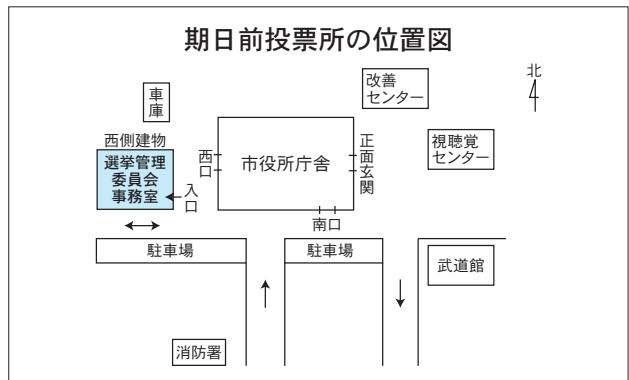 期日前投票所の位置図
北
車庫
改善
センター
西側建物
選挙管理
委員会
事務室
入口
西口
市役所庁舎
正面玄関
視聴覚
センター
南口
駐車場
駐車場
武道館
消防署